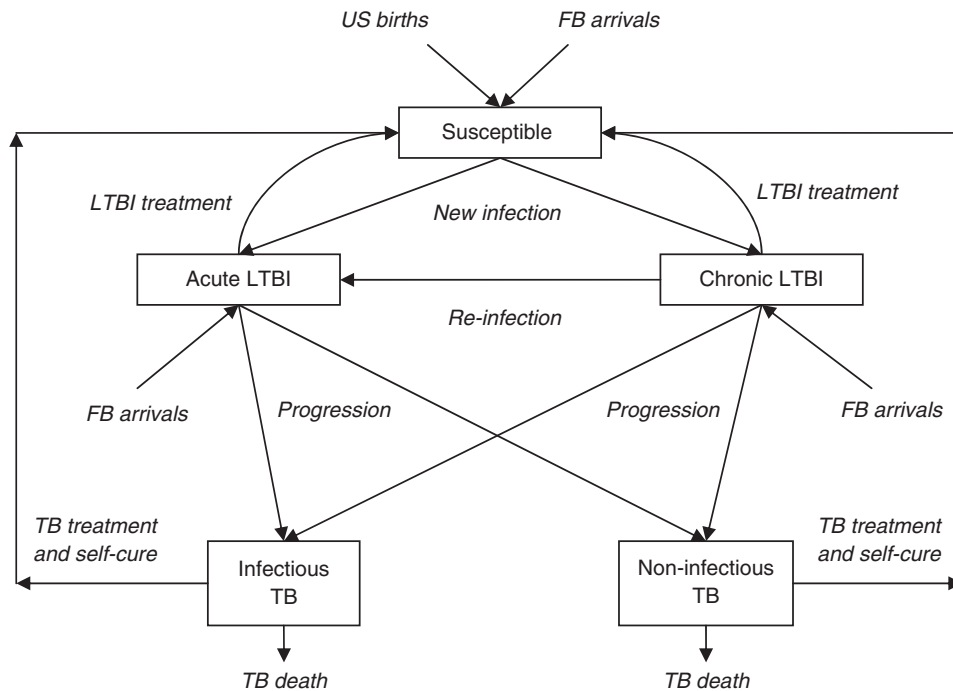 US births
FB arrivals
Susceptible
LTBI treatment
New infection
LTBI treatment
Acute LTBI
Chronic LTBI
Re-infection
FB arrivals
Progression
Progression
FB arrivals
TB treatment
and self-cure
Infectious
TB
Non-infectious
TB
TB treatment
and self-cure
TB death
TB death